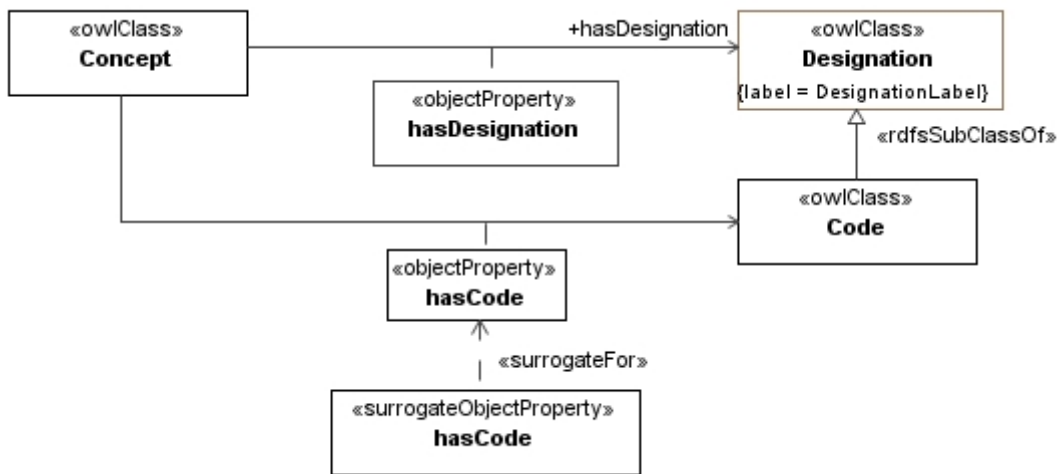 «owlClass»
Concept
+hasDesignation
«owlClass»
Designation
{label = DesignationLabel}
«objectProperty»
hasDesignation
«rdfsSubClassOf»
«owlClass»
Code
«objectProperty»
hasCode
«surrogateFor»
«surrogateObjectProperty»
hasCode